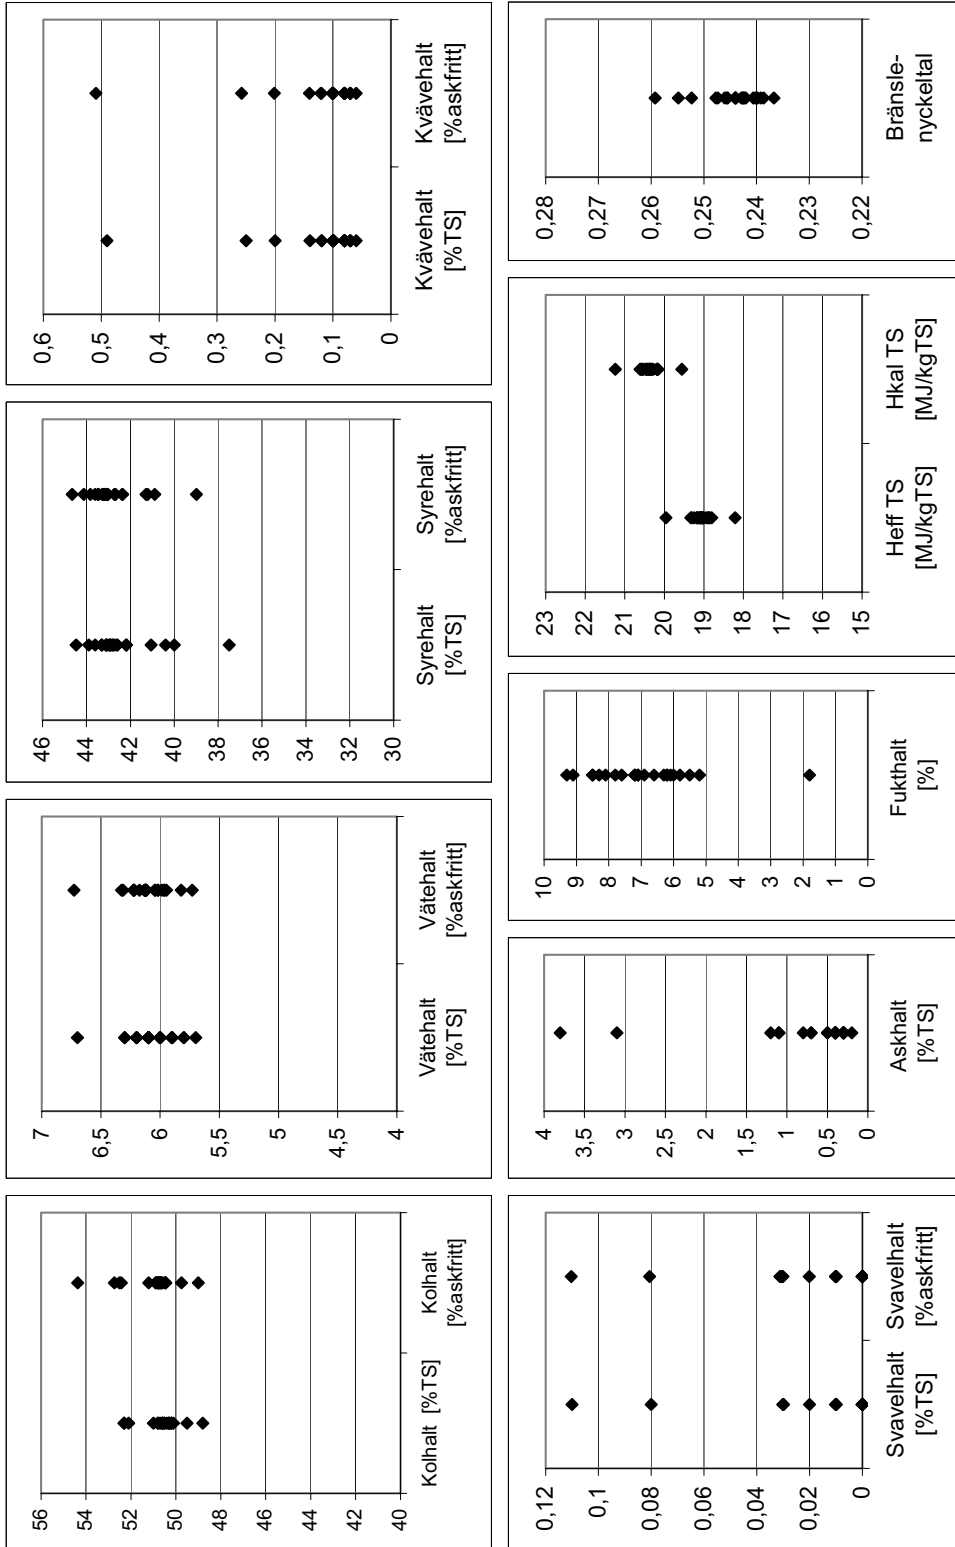 56
54
52
50
48
46
44
42
40
Kolhalt [%TS]
Kolhalt
[%askfritt]
7
6,5
6
5,5
5
4,5
4
Vätehalt
[%TS]
Vätehalt
[%askfritt]
46
44
42
40
38
36
34
32
30
Syrehalt
[%TS]
Syrehalt
[%askfritt]
0,6
0,5
0,4
0,3
0,2
0,1
0
Kvävehalt
[%TS]
Kvävehalt
[%askfritt]
0,12
0,1
0,08
0,06
0,04
0,02
0
Svavelhalt
[%TS]
Svavelhalt
[%askfritt]
4
3,5
3
2,5
2
1,5
1
0,5
0
Askhalt
[%TS]
10
9
8
7
6
5
4
3
2
1
0
Fukthalt
[%]
23
22
21
20
19
18
17
16
15
Heff TS
[MJ/kgTS]
Hkal TS
[MJ/kgTS]
0,28
0,27
0,26
0,25
0,24
0,23
0,22
Bränsle-
nyckeltal